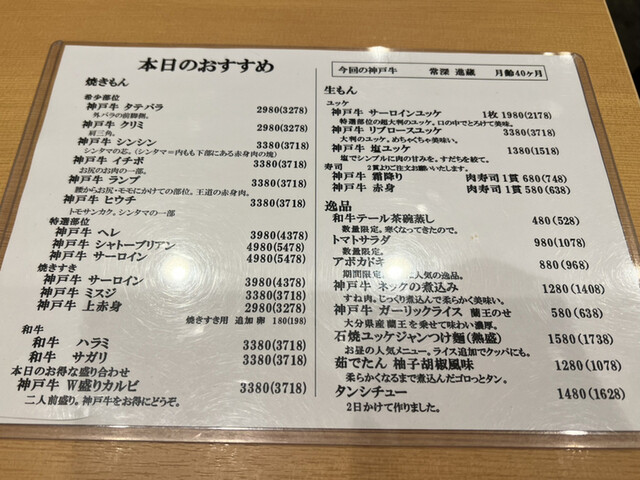 本日のおすすめ
焼きもん
希少部位
神戸牛 タテバラ 2980(3278)
外バラの前脚側。
神戸牛 クリミ 2980(3278)
肩三角。
神戸牛 シンシン 3380(3718)
シンタマの芯。(シンタマ=内もも下部にある赤身肉の塊)
神戸牛 イチボ 3380(3718)
お尻のお肉の一部。
神戸牛 ランプ 3380(3718)
腰からお尻・モモにかけての部位。王道の赤身肉。
神戸牛 ヒウチ 3380(3718)
トモサンカク。シンタマの一部
特選部位
神戸牛 ヘレ 3980(4378)
神戸牛 シャトーブリアン 4980(5478)
神戸牛 サーロイン 4980(5478)
焼きすき
神戸牛 サーロイン 3980(4378)
神戸牛 ミスジ 3380(3718)
神戸牛 上赤身 2980(3278)
焼きすき用 追加卵 180(198)
和牛
和牛 ハラミ 3380(3718)
和牛 サガリ 3380(3718)
本日のお得な盛り合わせ
神戸牛 W盛りカルビ 3380(3718)
二人前盛り。神戸牛をお得にどうぞ。
今回の神戸牛 常深 進蔵 月齢40ヶ月
生もん
ユッケ
神戸牛 サーロインユッケ 1枚 1980(2178)
特選部位の超大判のユッケ。口の中でとろけて美味。
神戸牛 リブロースユッケ 3380(3718)
大判のユッケ。めちゃくちゃ美味い。
神戸牛 塩ユッケ 1380(1518)
塩でシンプルに肉の甘みを。すだちを絞て。
寿司 2貫よりご注文お願いいたします。
神戸牛 霜降り 肉寿司1貫 680(748)
神戸牛 赤身 肉寿司1貫 580(638)
逸品
和牛テール茶碗蒸し 480(528)
数量限定。寒くなってきたので。
トマトサラダ 980(1078)
数量限定。
アボカドキ 880(968)
期間限定 人気の逸品。
神戸牛 ネックの煮込み 1280(1408)
すね肉。じっくり煮込んで柔らかく美味しい。
神戸牛 ガーリックライス 蘭王のせ 580(638)
大分県産蘭王を乗せて味わい濃厚。
石焼ユッケジャンつけ麺(熟盛) 1580(1738)
お昼の人気メニュー。ライス追加でクッパにも。
茹でたん 柚子胡椒風味 1280(1078)
柔らかくなるまで煮込んだゴロっとタン。
タンシチュー 1480(1628)
2日かけて作りました。